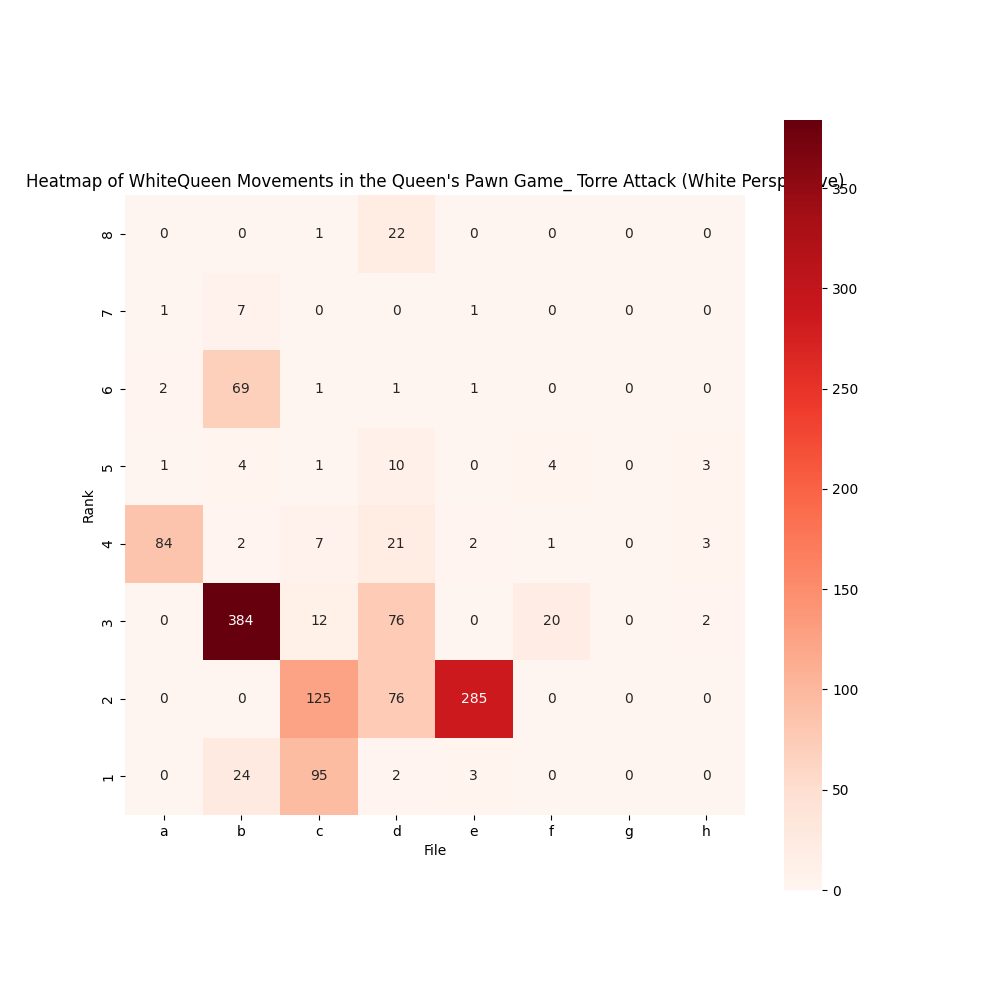 Heatmap of WhiteQueen Movements in the Queen's Pawn Game_ Torre Attack (White Perspective)
350
8 0 0 1 22 0 0 0 0
300
7 1 7 0 0 1 0 0 0
250
6 2 69 1 1 1 0 0 0
5 1 4 1 10 0 4 0 3
200
Rank
4 84 2 7 21 2 1 0 3
150
3 0 384 12 76 0 20 0 2
100
2 0 0 125 76 285 0 0 0
50
1 0 24 95 2 3 0 0 0
a b c d e f g h
File
0